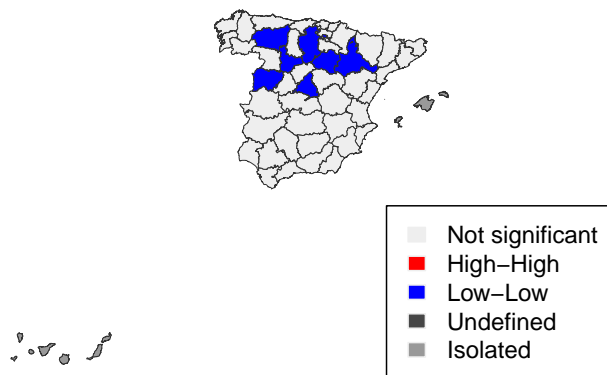 Not significant
High−High
Low−Low
Undefined
Isolated